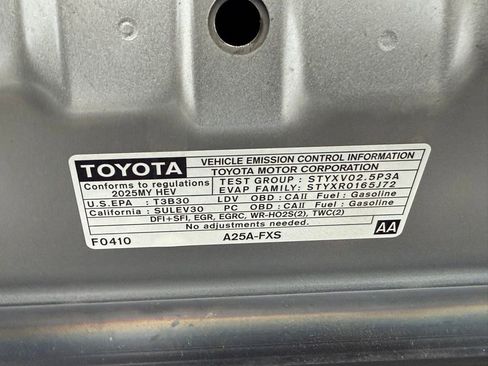 TOYOTA
VEHICLE EMISSION CONTROL INFORMATION
TOYOTA MOTOR CORPORATION
Conforms to regulations
2025MY HEV
TEST GROUP : STYXV02.5P3A
EVAP FAMILY: STYXR0165J72
U.S.EPA : T3B30 LDV OBD : CAII Fuel : Gasoline
California : SULEV30 PC OBD : CAII Fuel : Gasoline
DFI+SFI, EGR, EGRC, WR-HO2S(2), TWC(2)
No adjustments needed.
F0410 A25A-FXS AA